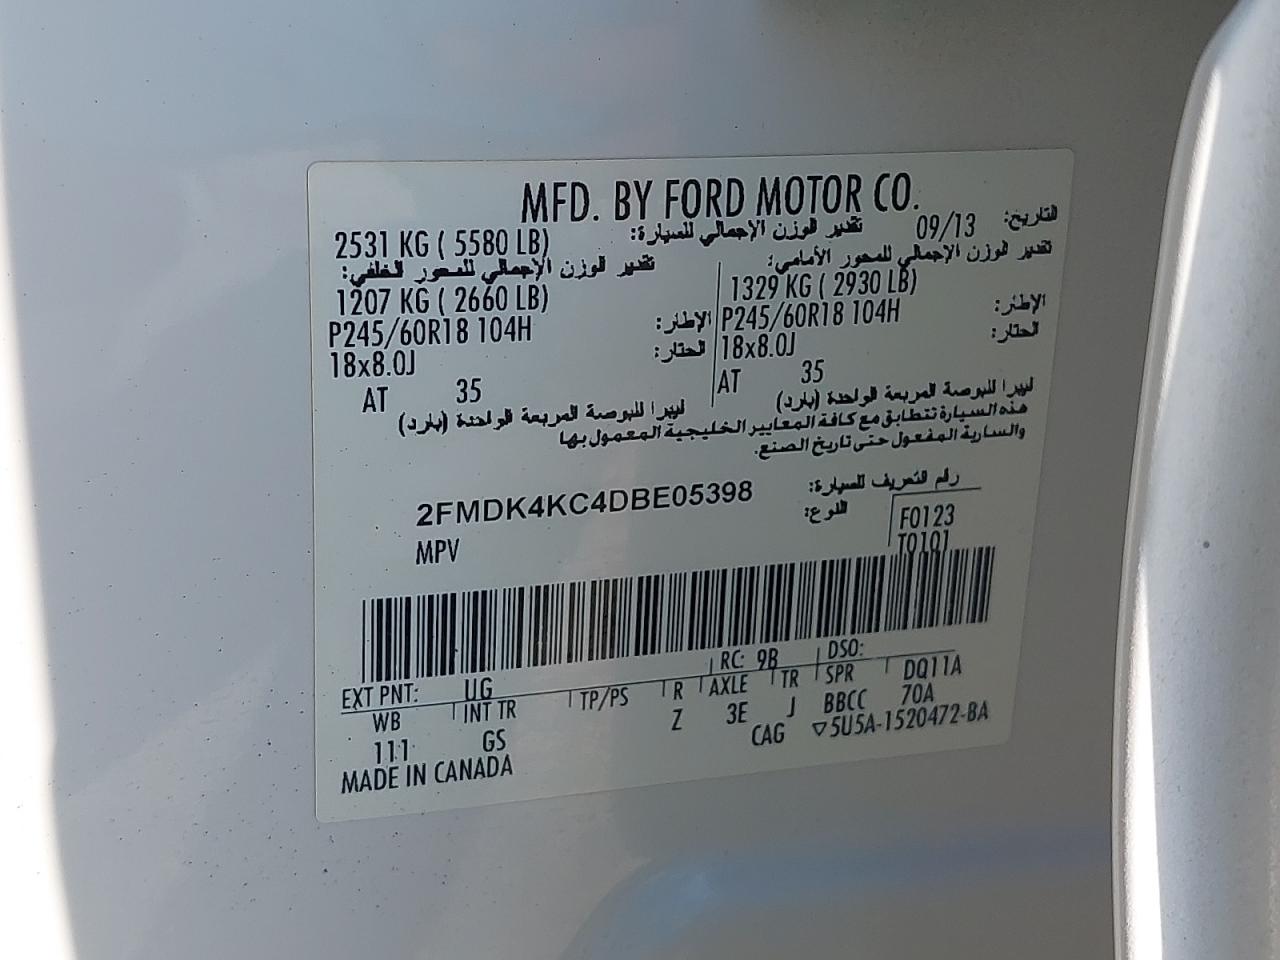 MFD. BY FORD MOTOR CO.
التاريخ: 09/13 تقدير الوزن الإجمالي للسيارة: 2531 KG ( 5580 LB)
تقدير الوزن الإجمالي للمحور الأمامي: تقدير الوزن الإجمالي للمحور الخلفي:
1207 KG ( 2660 LB) 1329 KG ( 2930 LB)
P245/60R18 104H الإطار: P245/60R18 104H الإطار:
18x8.0J الحتار: 18x8.0J الحتار:
AT 35 AT 35
ليبرا للبوصة المربعة الواحدة (بارد) ليبرا للبوصة المربعة الواحدة (بارد)
هذه السيارة تتطابق مع كافة المعايير الخليجية المعمول بها
والسارية المفعول حتى تاريخ الصنع.
2FMDK4KC4DBE05398 رقم التعريف للسيارة:
MPV النوع: F0123
T0101
EXT PNT: UG RC: 9B DSO:
WB INT TR TP/PS R AXLE TR SPR DQ11A
111 GS Z 3E J BBCC 70A
MADE IN CANADA CAG ▽5U5A-1520472-BA